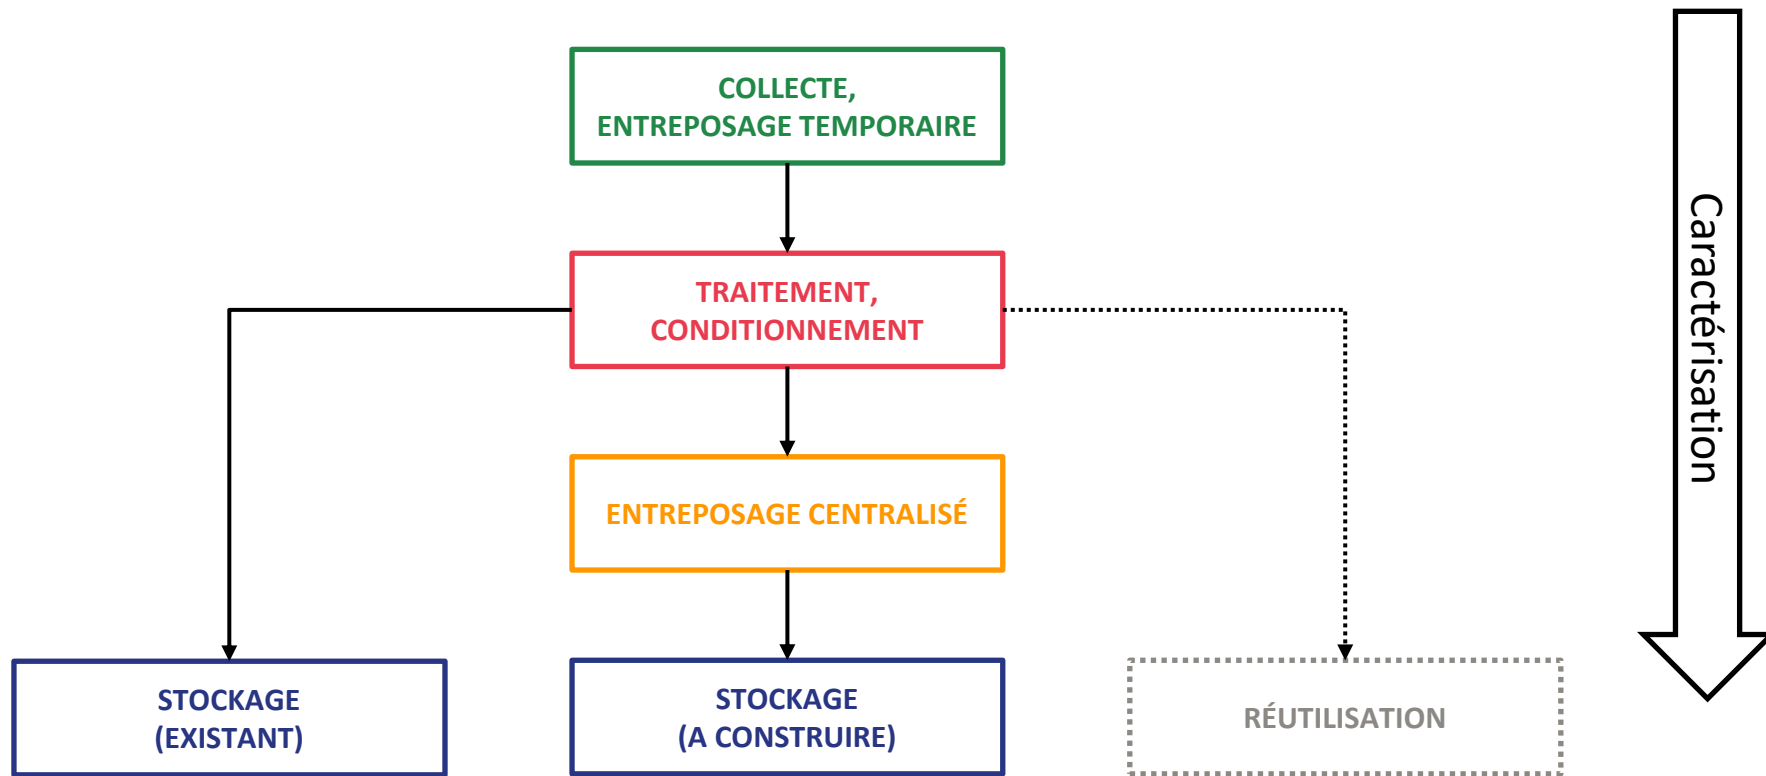 COLLECTE,
ENTREPOSAGE TEMPORAIRE
TRAITEMENT,
CONDITIONNEMENT
ENTREPOSAGE CENTRALISÉ
STOCKAGE
(EXISTANT)
STOCKAGE
(A CONSTRUIRE)
RÉUTILISATION
Caractérisation